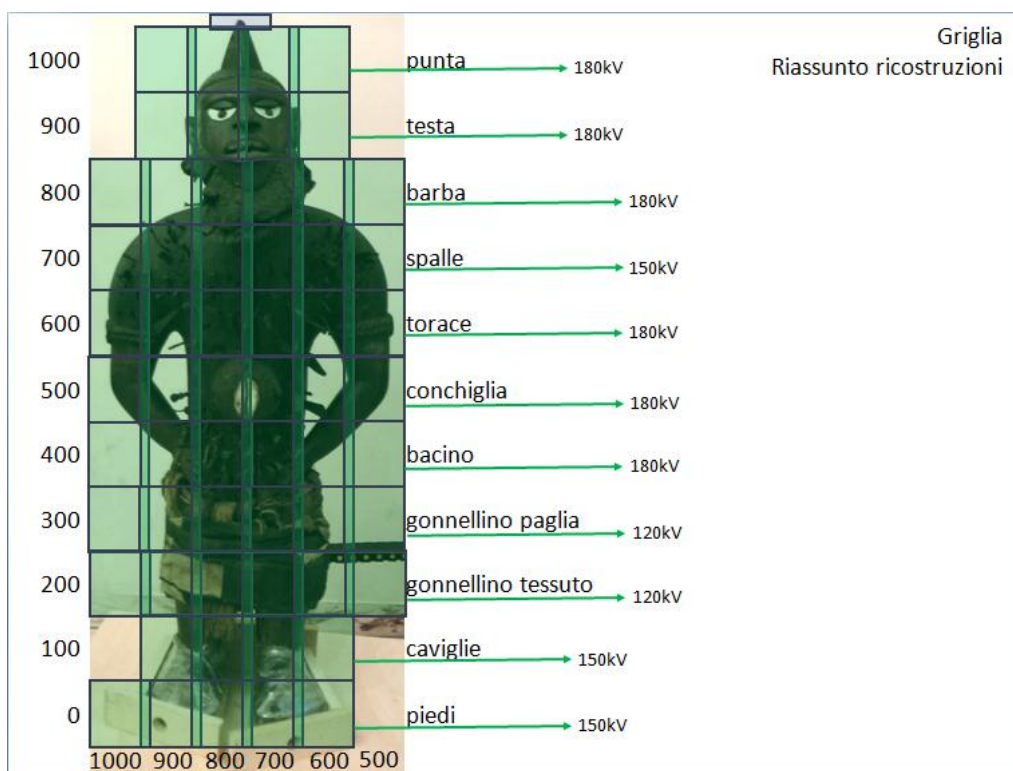 Griglia
Riassunto ricostruzioni
1000 punta 180kV
900 testa 180kV
800 barba 180kV
700 spalle 150kV
600 torace 180kV
500 conchiglia 180kV
400 bacino 180kV
300 gonnellino paglia 120kV
200 gonnellino tessuto 120kV
100 caviglie 150kV
0 piedi 150kV
1000 900 800 700 600 500